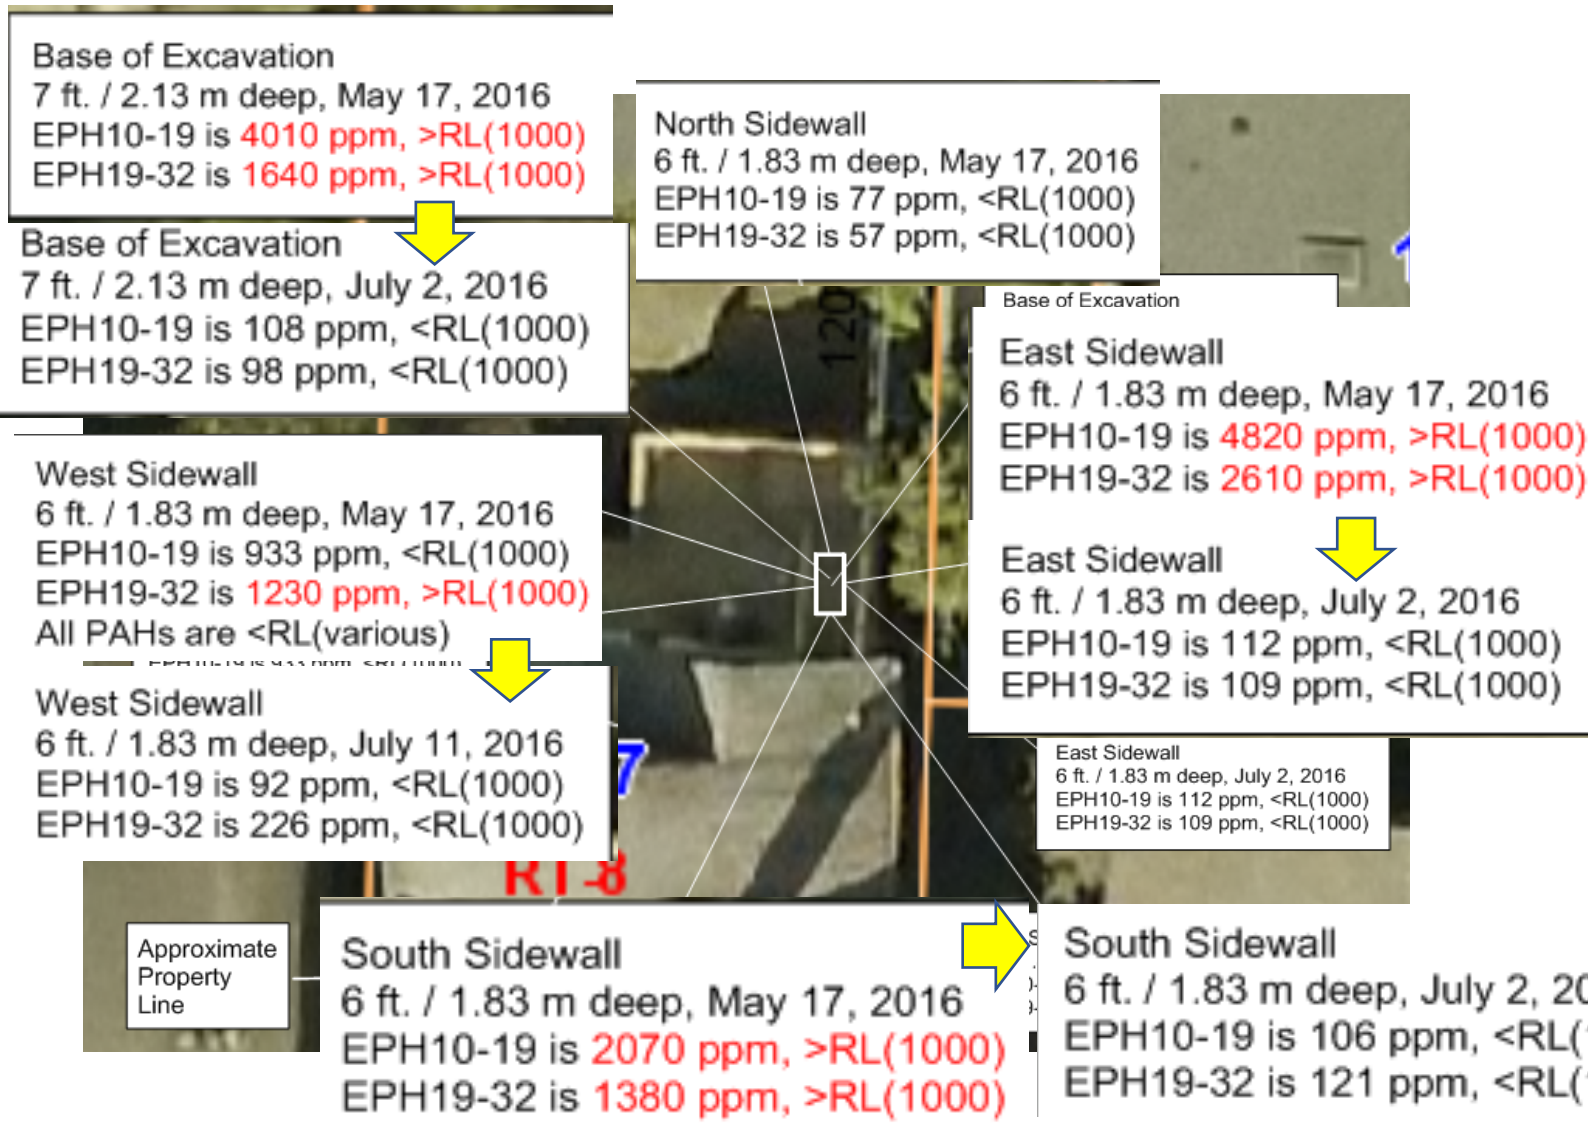 Base of Excavation
7 ft. / 2.13 m deep, May 17, 2016
EPH10-19 is 4010 ppm, >RL(1000)
EPH19-32 is 1640 ppm, >RL(1000)
Base of Excavation
7 ft. / 2.13 m deep, July 2, 2016
EPH10-19 is 108 ppm, <RL(1000)
EPH19-32 is 98 ppm, <RL(1000)
North Sidewall
6 ft. / 1.83 m deep, May 17, 2016
EPH10-19 is 77 ppm, <RL(1000)
EPH19-32 is 57 ppm, <RL(1000)
120
Base of Excavation
East Sidewall
6 ft. / 1.83 m deep, May 17, 2016
EPH10-19 is 4820 ppm, >RL(1000)
EPH19-32 is 2610 ppm, >RL(1000)
East Sidewall
6 ft. / 1.83 m deep, July 2, 2016
EPH10-19 is 112 ppm, <RL(1000)
EPH19-32 is 109 ppm, <RL(1000)
East Sidewall
6 ft. / 1.83 m deep, July 2, 2016
EPH10-19 is 112 ppm, <RL(1000)
EPH19-32 is 109 ppm, <RL(1000)
West Sidewall
6 ft. / 1.83 m deep, May 17, 2016
EPH10-19 is 933 ppm, <RL(1000)
EPH19-32 is 1230 ppm, >RL(1000)
All PAHs are <RL(various)
EPH10-19 is 933 ppm, <RL(1000)
West Sidewall
6 ft. / 1.83 m deep, July 11, 2016
EPH10-19 is 92 ppm, <RL(1000)
EPH19-32 is 226 ppm, <RL(1000)
7
RT-8
Approximate
Property
Line
South Sidewall
6 ft. / 1.83 m deep, May 17, 2016
EPH10-19 is 2070 ppm, >RL(1000)
EPH19-32 is 1380 ppm, >RL(1000)
South Sidewall
6 ft. / 1.83 m deep, July 2, 20
EPH10-19 is 106 ppm, <RL(
EPH19-32 is 121 ppm, <RL(